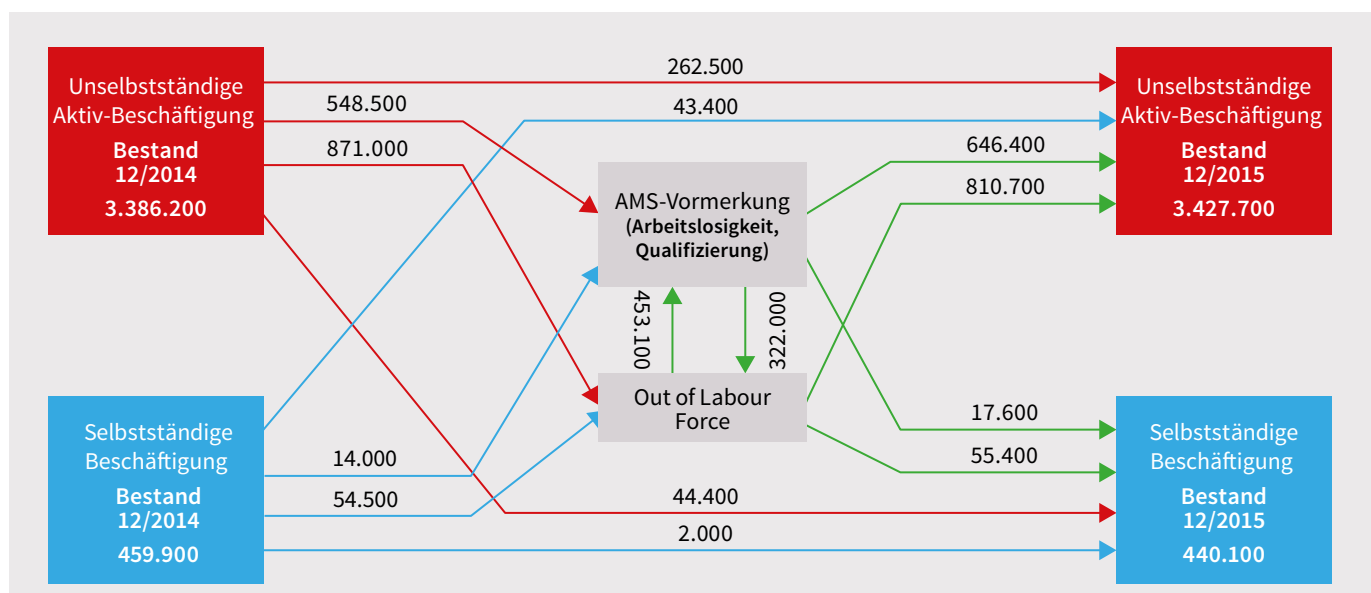 Unselbstständige
Aktiv-Beschäftigung
Bestand
12/2014
3.386.200
262.500
548.500
43.400
871.000
646.400
810.700
Unselbstständige
Aktiv-Beschäftigung
Bestand
12/2015
3.427.700
AMS-Vormerkung
(Arbeitslosigkeit,
Qualifizierung)
453.100
322.000
Out of Labour
Force
Selbstständige
Beschäftigung
Bestand
12/2014
459.900
14.000
54.500
17.600
55.400
44.400
2.000
Selbstständige
Beschäftigung
Bestand
12/2015
440.100